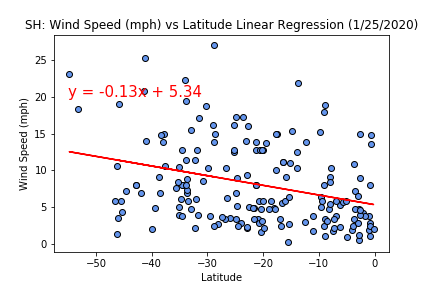 SH: Wind Speed (mph) vs Latitude Linear Regression (1/25/2020)
y = -0.13x + 5.34
Wind Speed (mph)
25
20
15
10
5
0
−50 −40 −30 −20 −10 0
Latitude